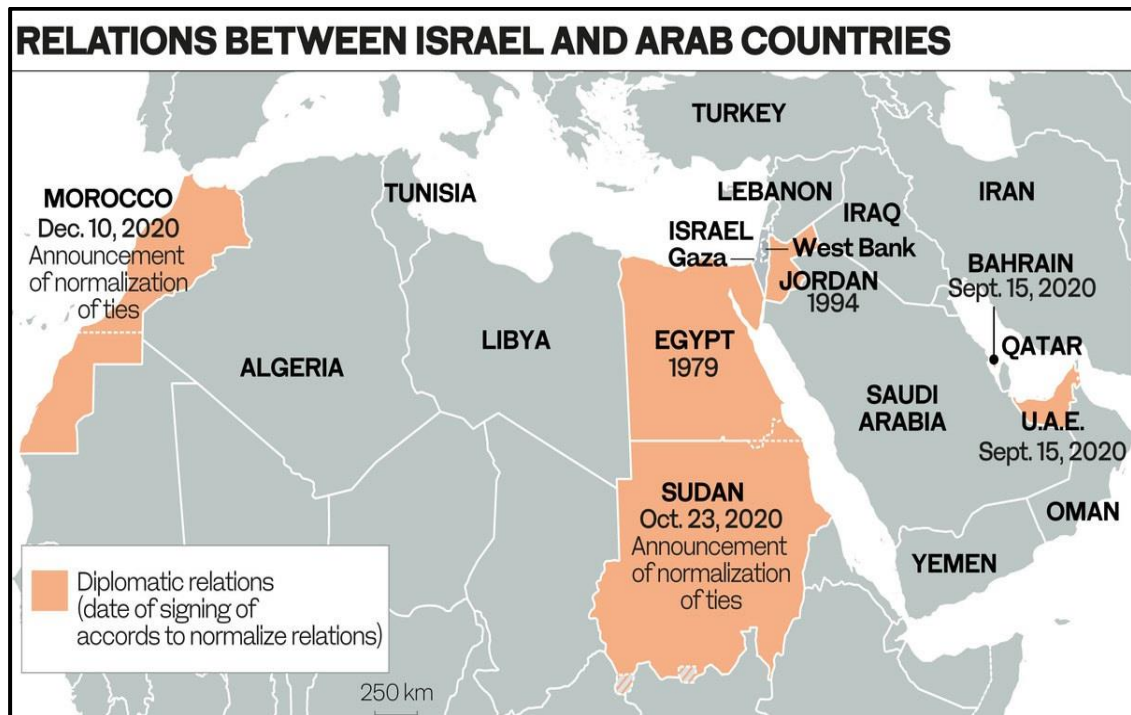 RELATIONS BETWEEN ISRAEL AND ARAB COUNTRIES
TURKEY
MOROCCO
Dec. 10, 2020
Announcement
of normalization
of ties
TUNISIA
LEBANON
IRAQ
IRAN
ISRAEL
Gaza
West Bank
JORDAN
1994
BAHRAIN
Sept. 15, 2020
QATAR
ALGERIA
LIBYA
EGYPT
1979
SAUDI
ARABIA
U.A.E.
Sept. 15, 2020
SUDAN
Oct. 23, 2020
Announcement
of normalization
of ties
OMAN
YEMEN
Diplomatic relations
(date of signing of
accords to normalize relations)
250 km